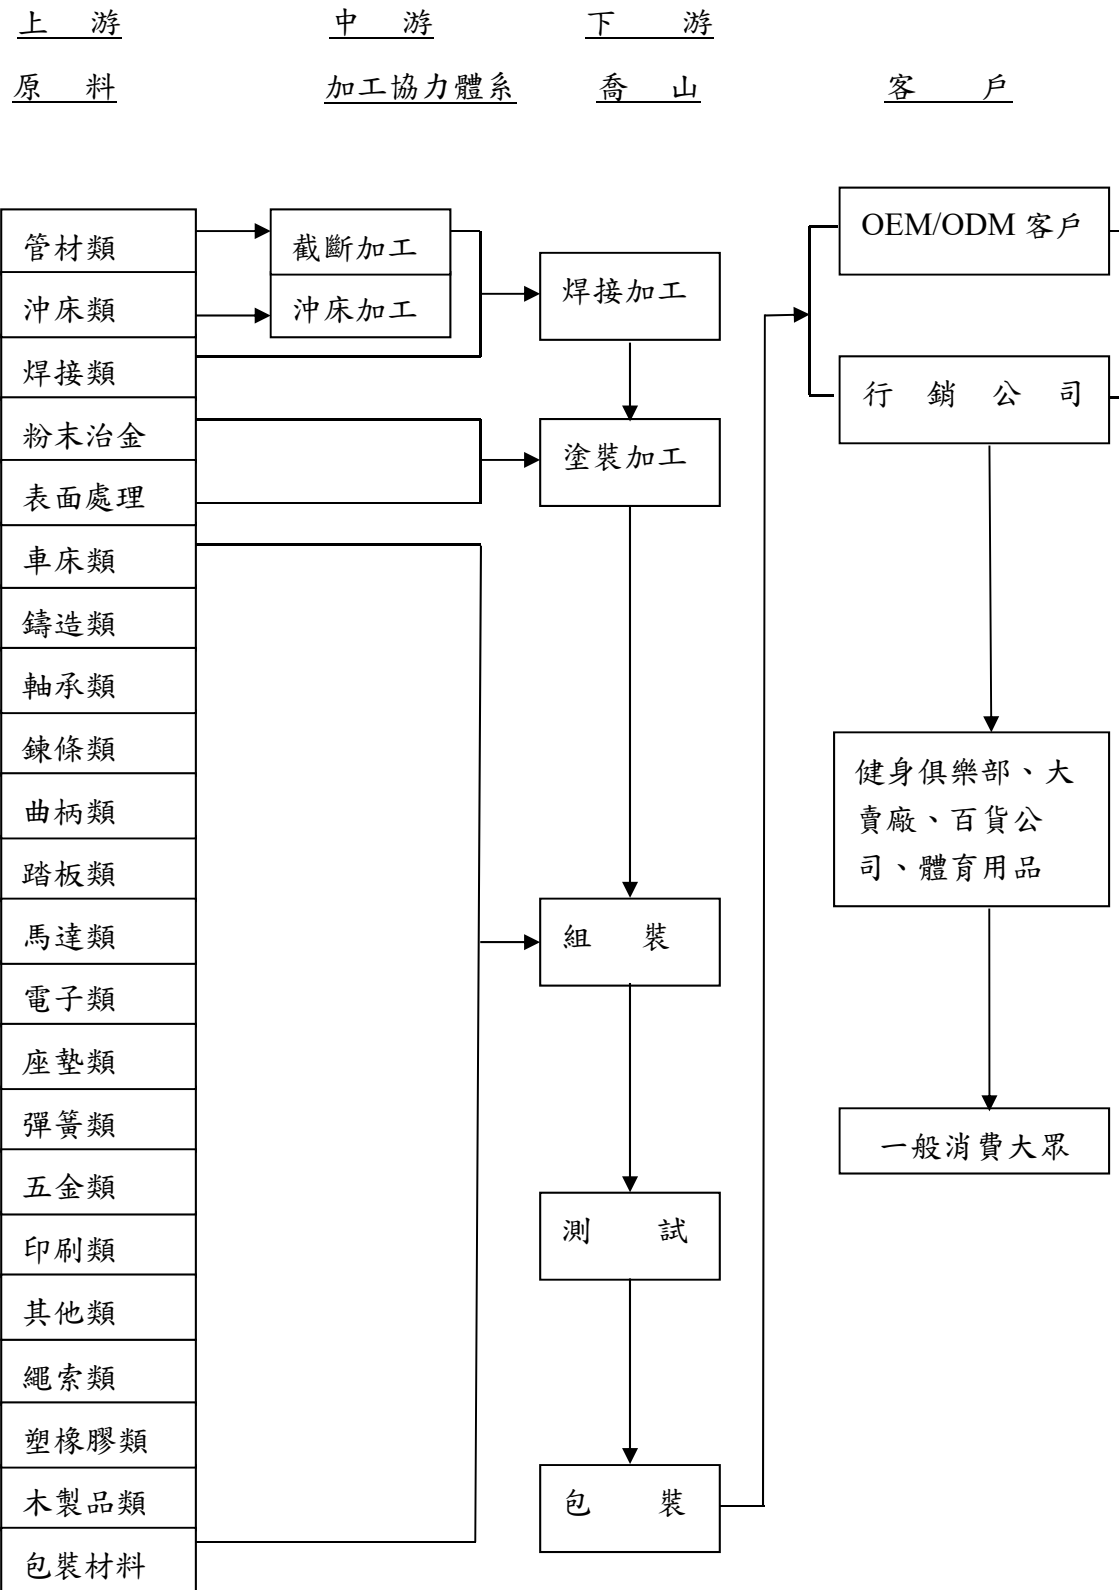 上 游
中 游
下 游
原 料
加工協力體系
喬 山
客 戶
管材類
沖床類
焊接類
粉末冶金
表面處理
車床類
鑄造類
軸承類
鍊條類
曲柄類
踏板類
馬達類
電子類
座墊類
彈簧類
五金類
印刷類
其他類
繩索類
塑橡膠類
木製品類
包裝材料
截斷加工
沖床加工
焊接加工
塗裝加工
組 裝
測 試
包 裝
OEM/ODM 客戶
行 銷 公 司
健身俱樂部、大
賣廠、百貨公
司、體育用品
一般消費大眾